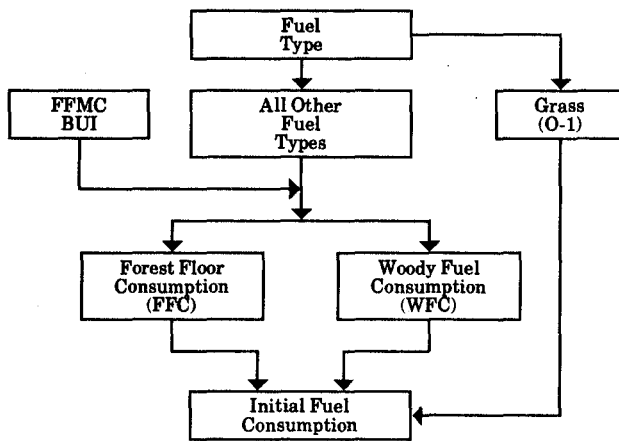 Fuel
Type
FFMC
BUI
All Other
Fuel
Types
Grass
(O-1)
Forest Floor
Consumption
(FFC)
Woody Fuel
Consumption
(WFC)
Initial Fuel
Consumption